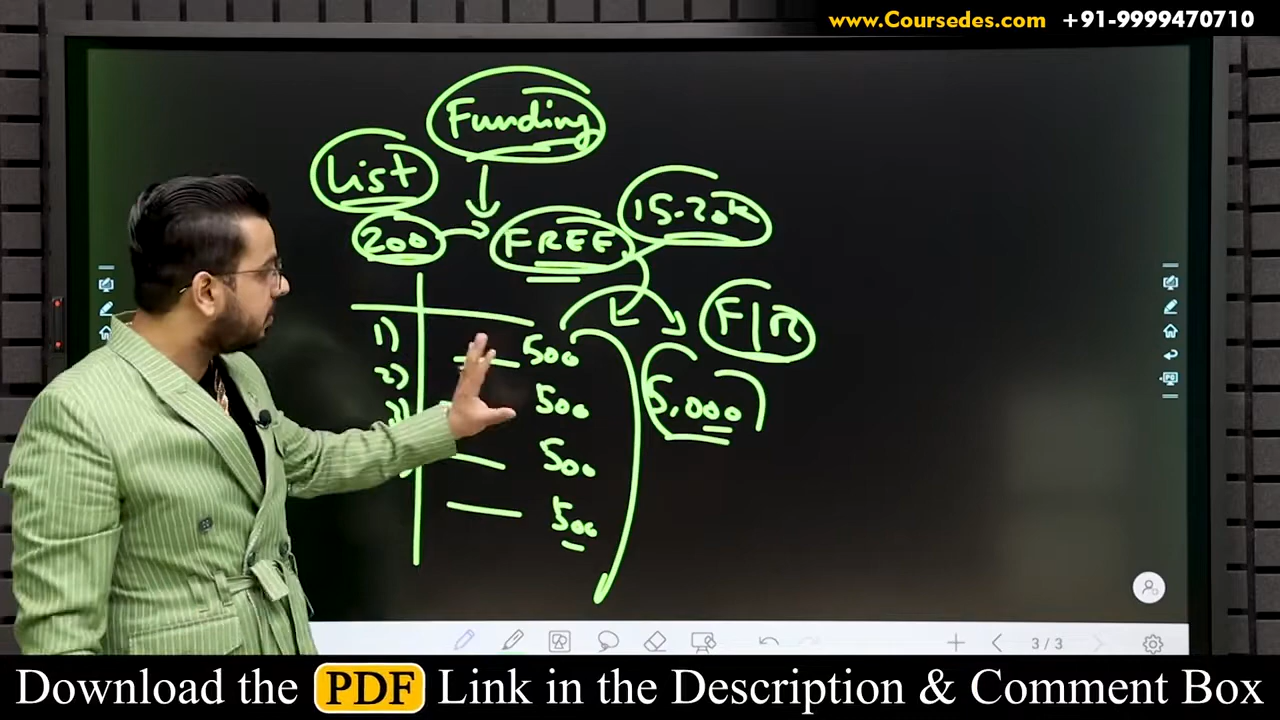 www.Coursedes.com +91-9999470710
Funding
List
15-20k
200
FREE
F/R
1) 500
5,000
2) 500
500
500
3 / 3
Download the PDF Link in the Description & Comment Box